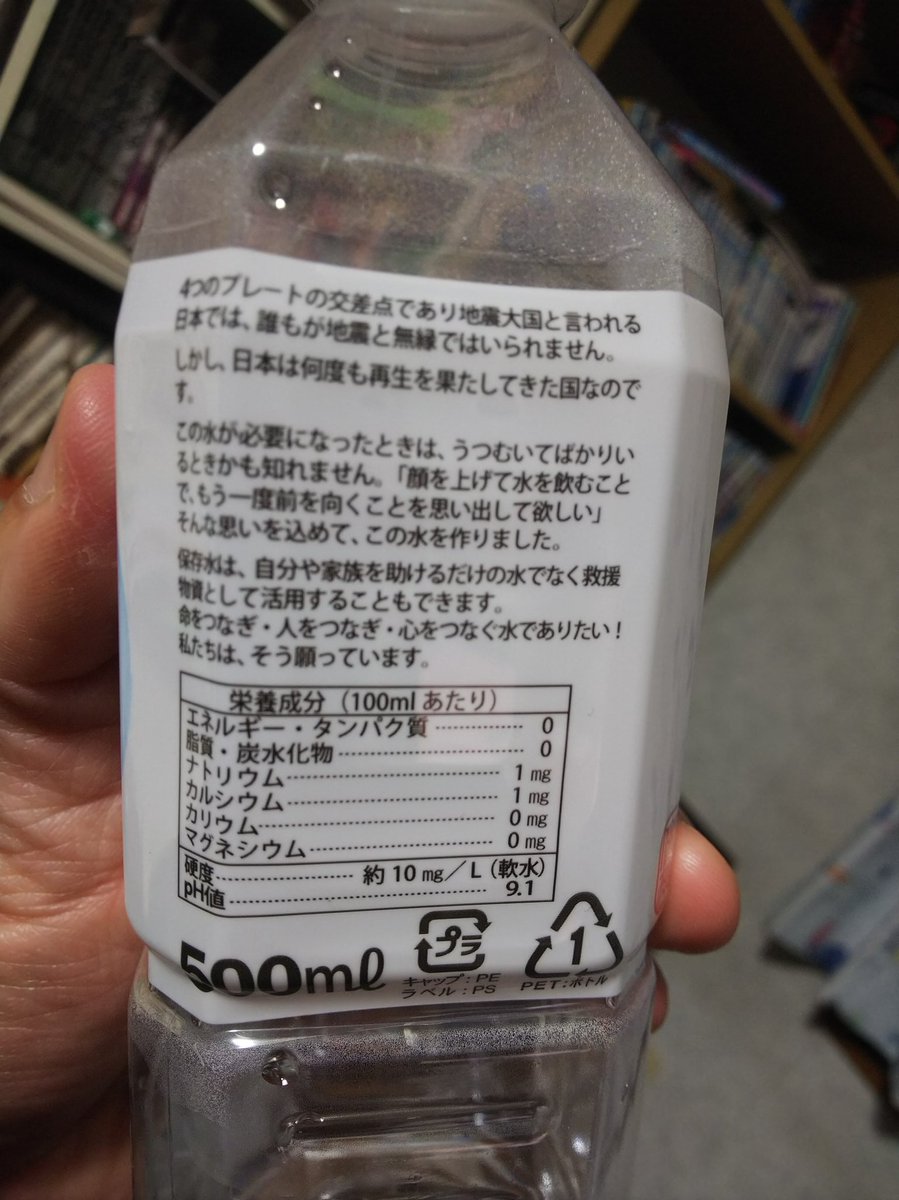 4つのプレートの交差点であり地震大国と言われる
日本では、誰もが地震と無縁ではいられません。
しかし、日本は何度も再生を果たしてきた国なので
す。
この水が必要になったときは、うつむいてばかりい
るときかも知れません。「顔を上げて水を飲むこと
で、もう一度前を向くことを思い出して欲しい」
そんな思いを込めて、この水を作りました。
保存水は、自分や家族を助けるだけの水でなく救援
物資として活用することもできます。
命をつなぎ・人をつなぎ・心をつなぐ水でありたい!
私たちは、そう願っています。
栄養成分(100mlあたり)
エネルギー・タンパク質 ………… 0
脂質・炭水化物 ………… 0
ナトリウム ………… 1 mg
カルシウム ………… 1 mg
カリウム ………… 0 mg
マグネシウム ………… 0 mg
硬度 ………… 約 10 mg/L(軟水)
pH値 ………… 9.1
500ml
プラ
キャップ:PE
ラベル:PS
1
PET:ボトル